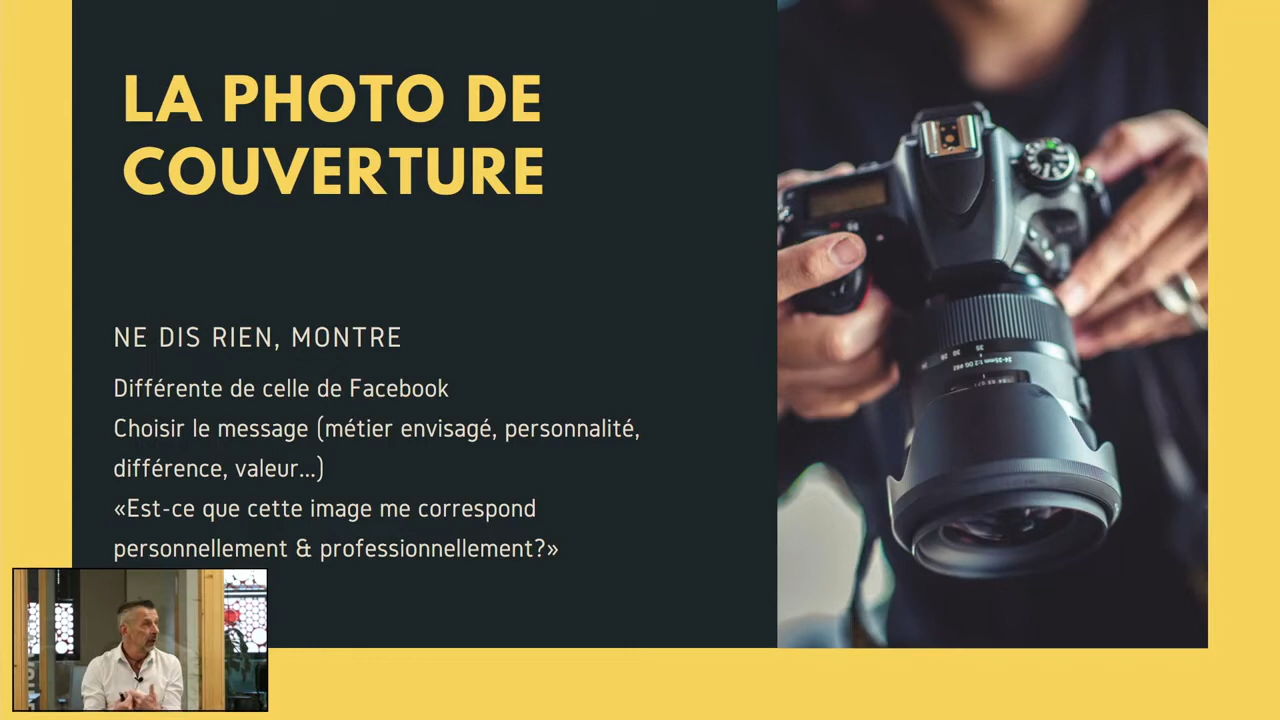 LA PHOTO DE
COUVERTURE
NE DIS RIEN, MONTRE
Différente de celle de Facebook
Choisir le message (métier envisagé, personnalité,
différence, valeur...)
«Est-ce que cette image me correspond
personnellement & professionnellement?»